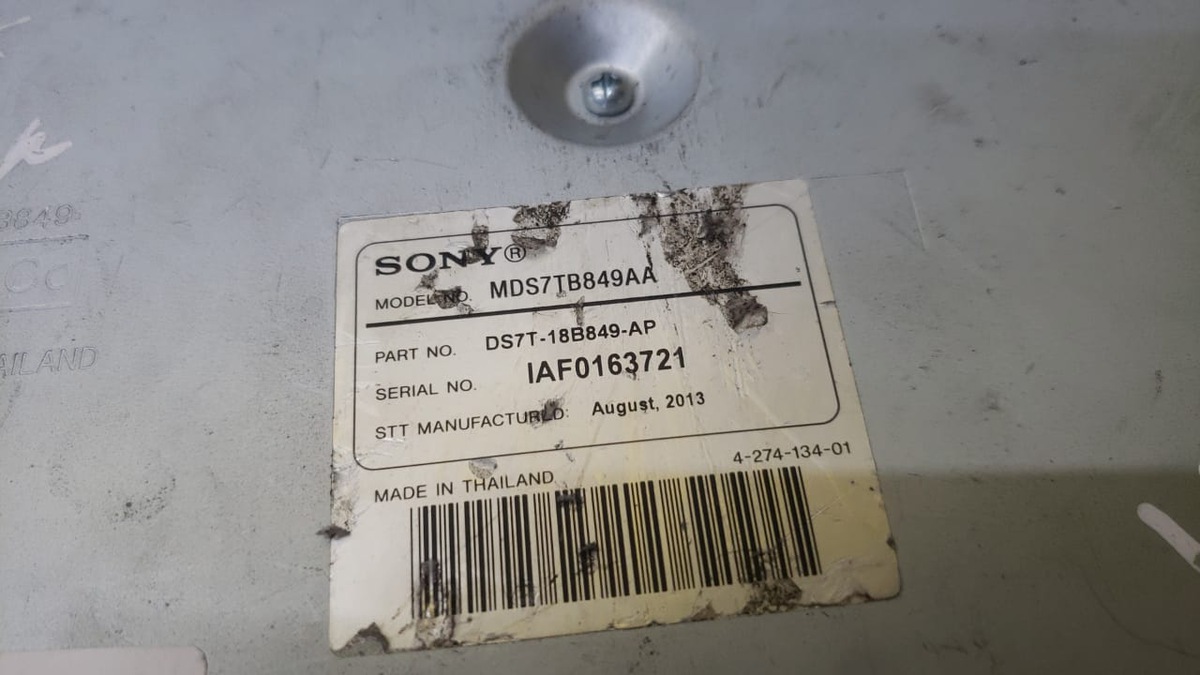 SONY®
MODEL NO. MDS7TB849AA
PART NO. DS7T-18B849-AP
SERIAL NO. IAF0163721
STT MANUFACTURED: August, 2013
4-274-134-01
MADE IN THAILAND